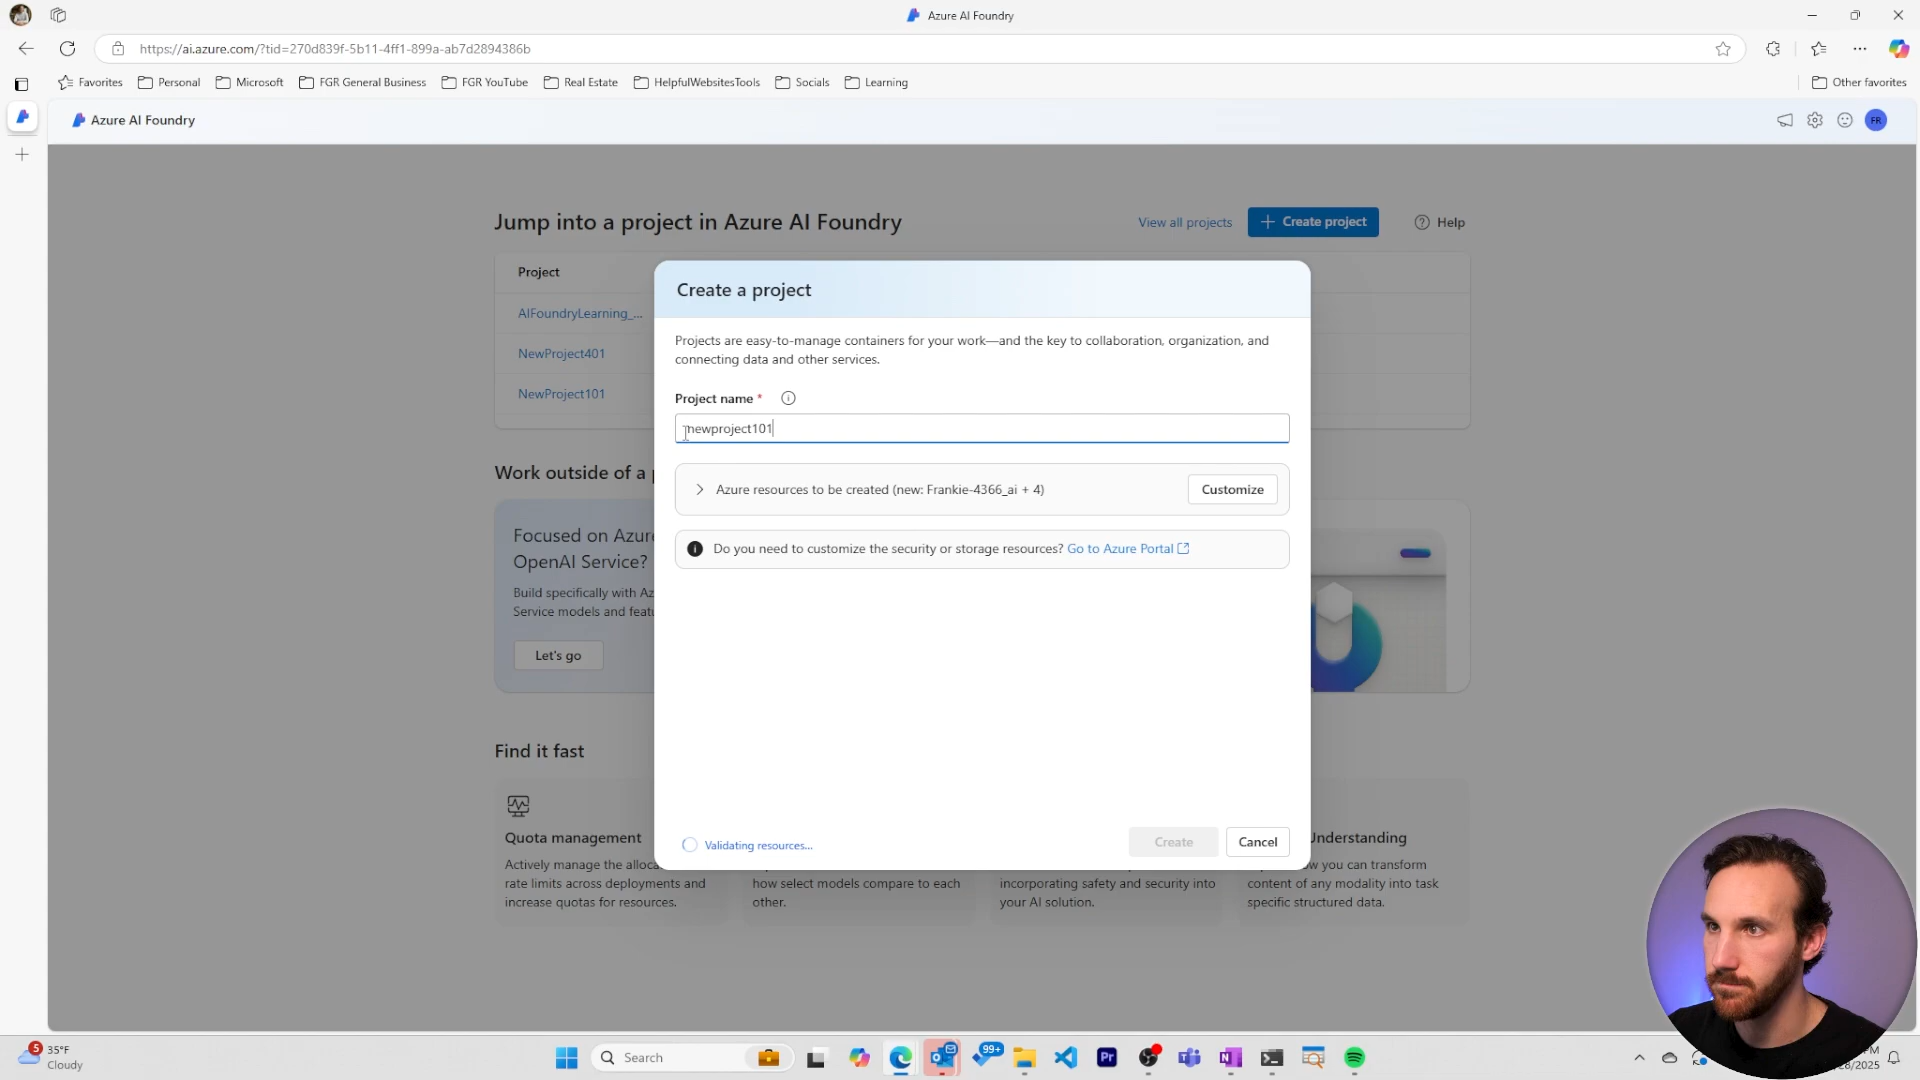 Azure AI Foundry
https://ai.azure.com/?tid=270d839f-5b11-4ff1-899a-ab7d2894386b
Favorites
Personal
Microsoft
FGR General Business
FGR YouTube
Real Estate
HelpfulWebsitesTools
Socials
Learning
Other favorites
Azure AI Foundry
FR
Jump into a project in Azure AI Foundry
View all projects
Create project
Help
Project
AIFoundryLearning_...
NewProject401
NewProject101
Create a project
Projects are easy-to-manage containers for your work—and the key to collaboration, organization, and
connecting data and other services.
Project name *
newproject101
Azure resources to be created (new: Frankie-4366_ai + 4)
Customize
Do you need to customize the security or storage resources? Go to Azure Portal
Validating resources...
Create
Cancel
Work outside of a
Focused on
OpenAI Service?
Build specifically with
Service models and
Let's go
Find it fast
Quota management
Actively manage the
rate limits across deployments and
increase quotas for resources.
how select models compare to each
other.
incorporating safety and security into
your AI solution.
Understanding
you can transform
content of any modality into task
specific structured data.
5
35°F
Cloudy
Search
99+
Pr
PM
/2025